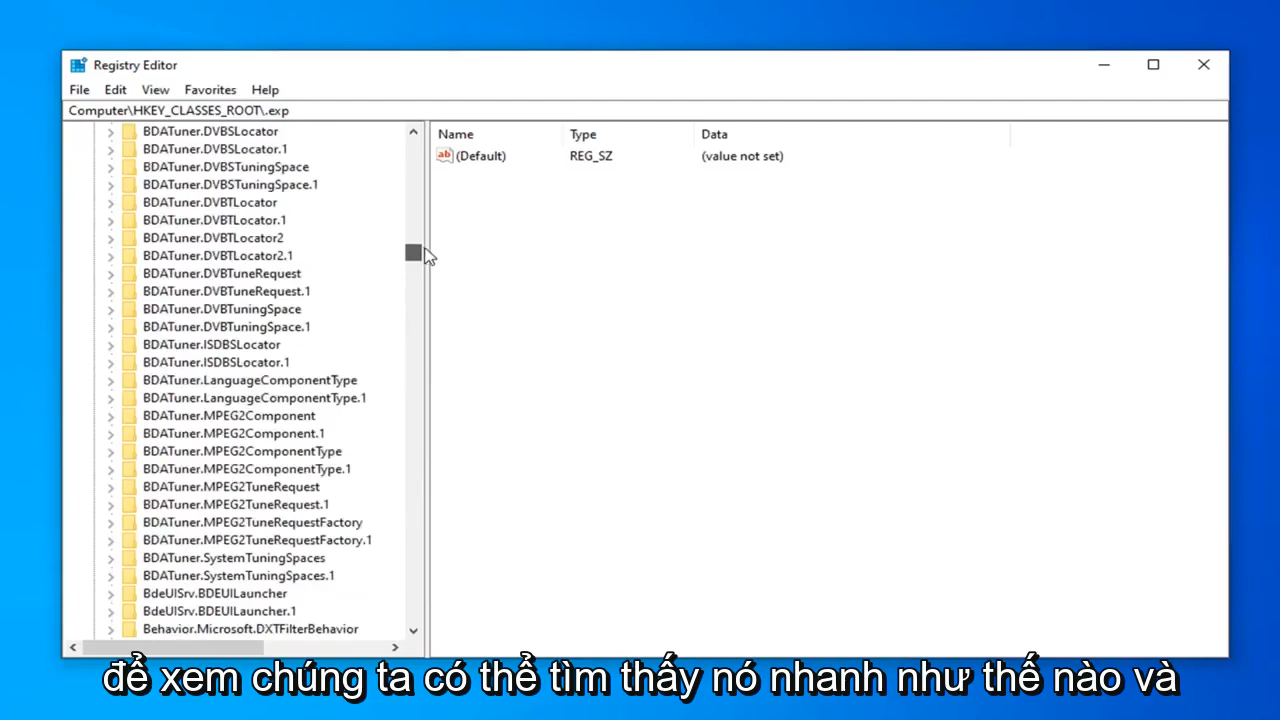 Registry Editor
File Edit View Favorites Help
Computer\HKEY_CLASSES_ROOT\.exp
Name Type Data
ab (Default) REG_SZ (value not set)
BDATuner.DVBSLocator
BDATuner.DVBSLocator.1
BDATuner.DVBSTuningSpace
BDATuner.DVBSTuningSpace.1
BDATuner.DVBTLocator
BDATuner.DVBTLocator.1
BDATuner.DVBTLocator2
BDATuner.DVBTLocator2.1
BDATuner.DVBTuneRequest
BDATuner.DVBTuneRequest.1
BDATuner.DVBTuningSpace
BDATuner.DVBTuningSpace.1
BDATuner.ISDBSLocator
BDATuner.ISDBSLocator.1
BDATuner.LanguageComponentType
BDATuner.LanguageComponentType.1
BDATuner.MPEG2Component
BDATuner.MPEG2Component.1
BDATuner.MPEG2ComponentType
BDATuner.MPEG2ComponentType.1
BDATuner.MPEG2TuneRequest
BDATuner.MPEG2TuneRequest.1
BDATuner.MPEG2TuneRequestFactory
BDATuner.MPEG2TuneRequestFactory.1
BDATuner.SystemTuningSpaces
BDATuner.SystemTuningSpaces.1
BdeUISrv.BDEUILauncher
BdeUISrv.BDEUILauncher.1
Behavior.Microsoft.DXTFilterBehavior
để xem chúng ta có thể tìm thấy nó nhanh như thế nào và